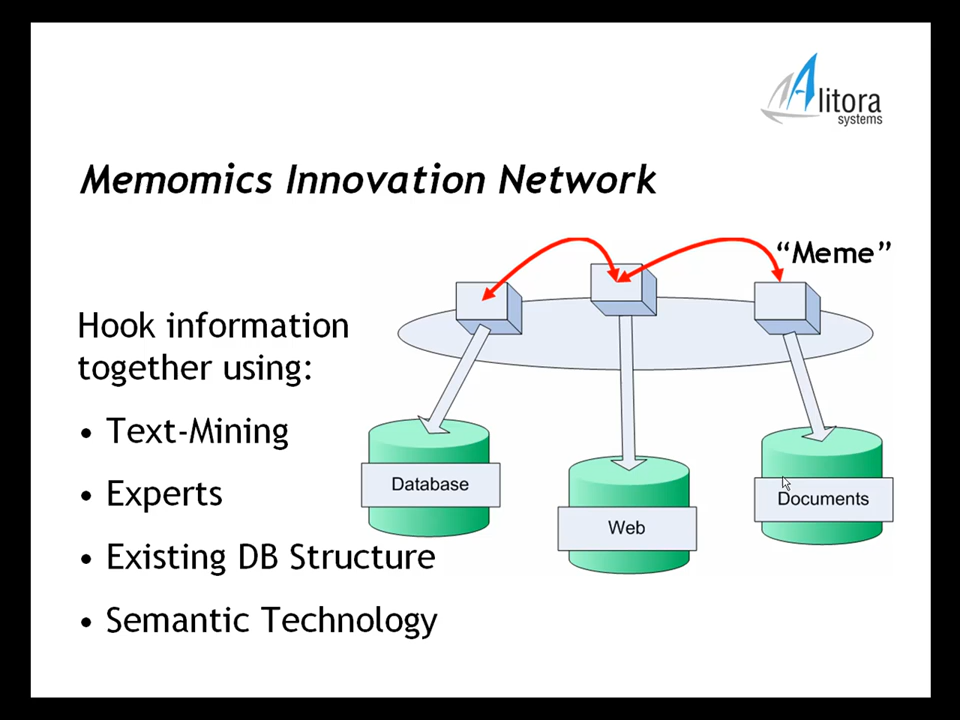 Alitora
systems
Memomics Innovation Network
“Meme”
Hook information
together using:
• Text-Mining
• Experts
• Existing DB Structure
• Semantic Technology
Database
Web
Documents